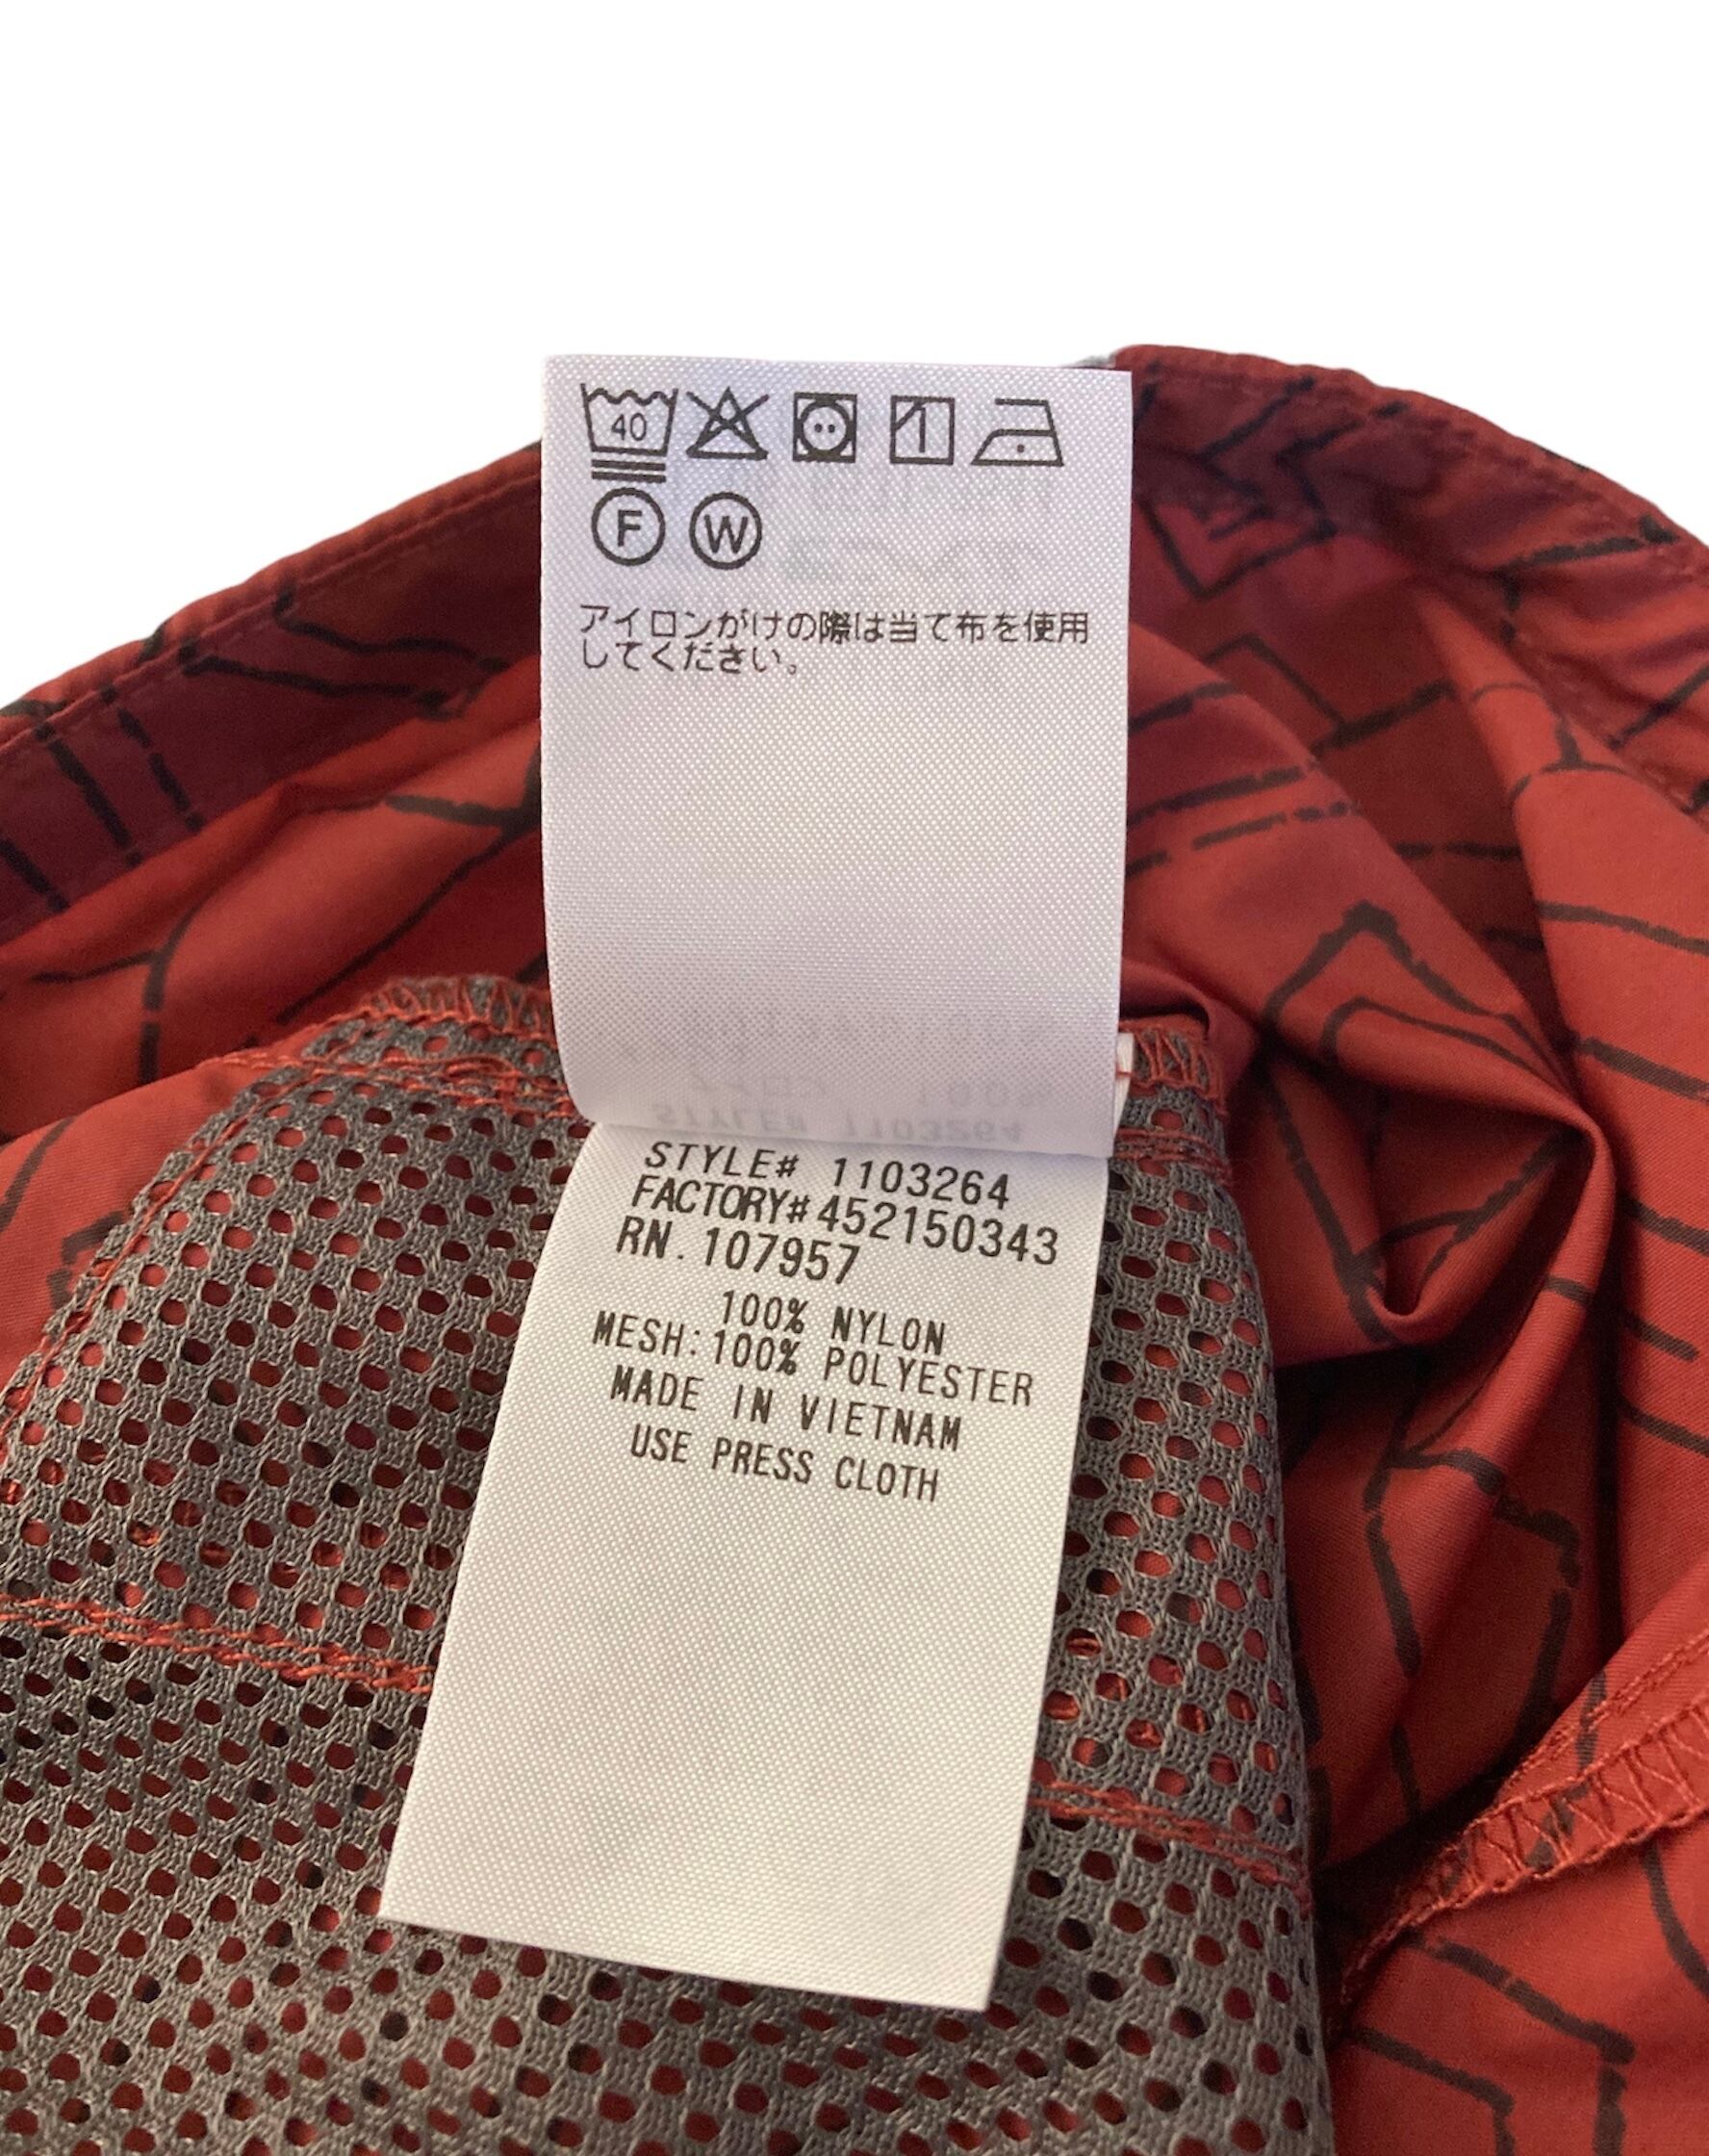 40
1
F W
アイロンがけの際は当て布を使用
してください。
STYLE# 1103264
FACTORY#452150343
RN. 107957
100% NYLON
MESH:100% POLYESTER
MADE IN VIETNAM
USE PRESS CLOTH